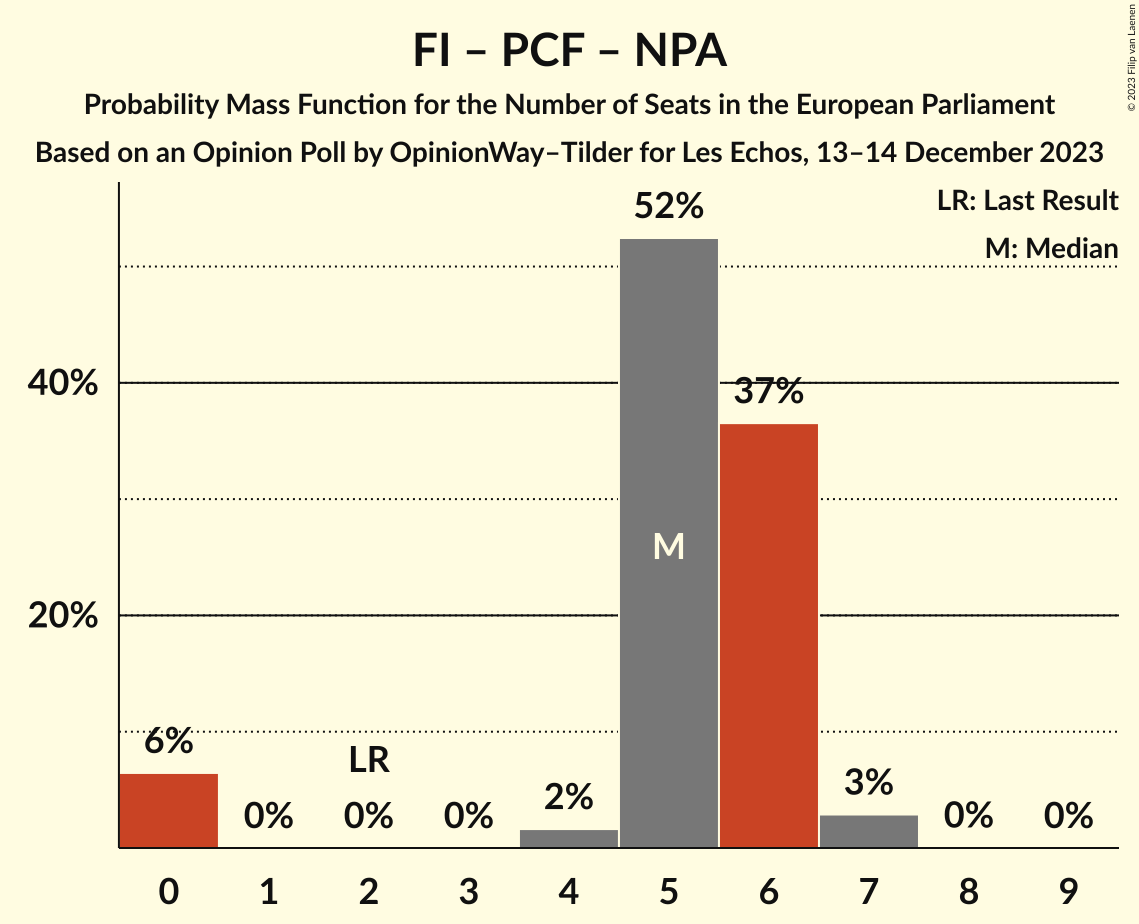 FI – PCF – NPA
Probability Mass Function for the Number of Seats in the European Parliament
Based on an Opinion Poll by OpinionWay–Tilder for Les Echos, 13–14 December 2023
© 2023 Filip van Laenen
LR: Last Result
M: Median
52%
40%
37%
M
20%
6%
LR
0%
0%
0%
2%
3%
0%
0%
0 1 2 3 4 5 6 7 8 9